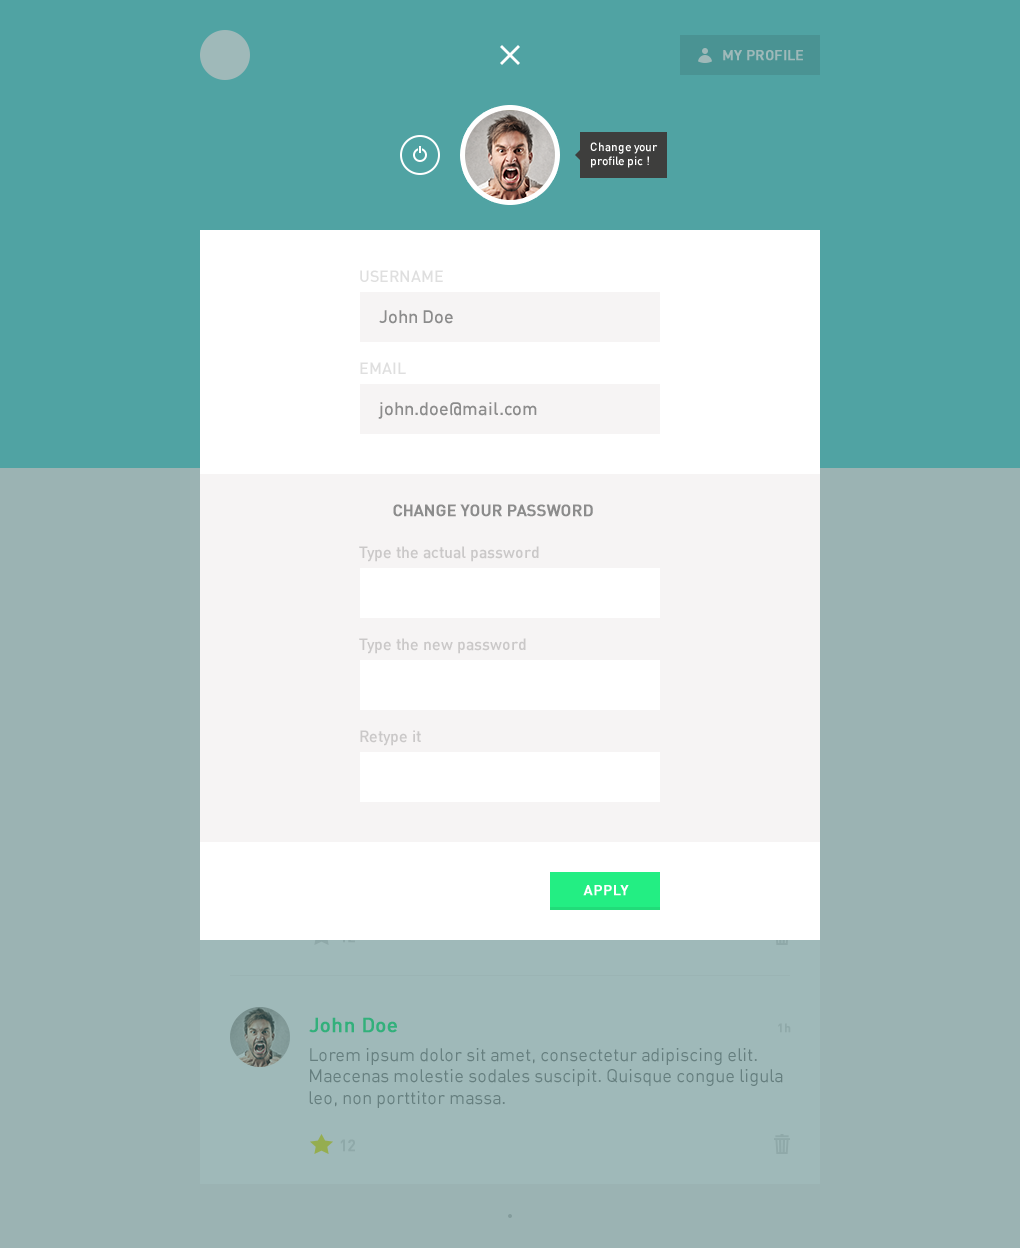 MY PROFILE
Change your
profile pic !
USERNAME
John Doe
EMAIL
john.doe@mail.com
CHANGE YOUR PASSWORD
Type the actual password
Type the new password
Retype it
APPLY
12
John Doe
1h
Lorem ipsum dolor sit amet, consectetur adipiscing elit.
Maecenas molestie sodales suscipit. Quisque congue ligula
leo, non porttitor massa.
12